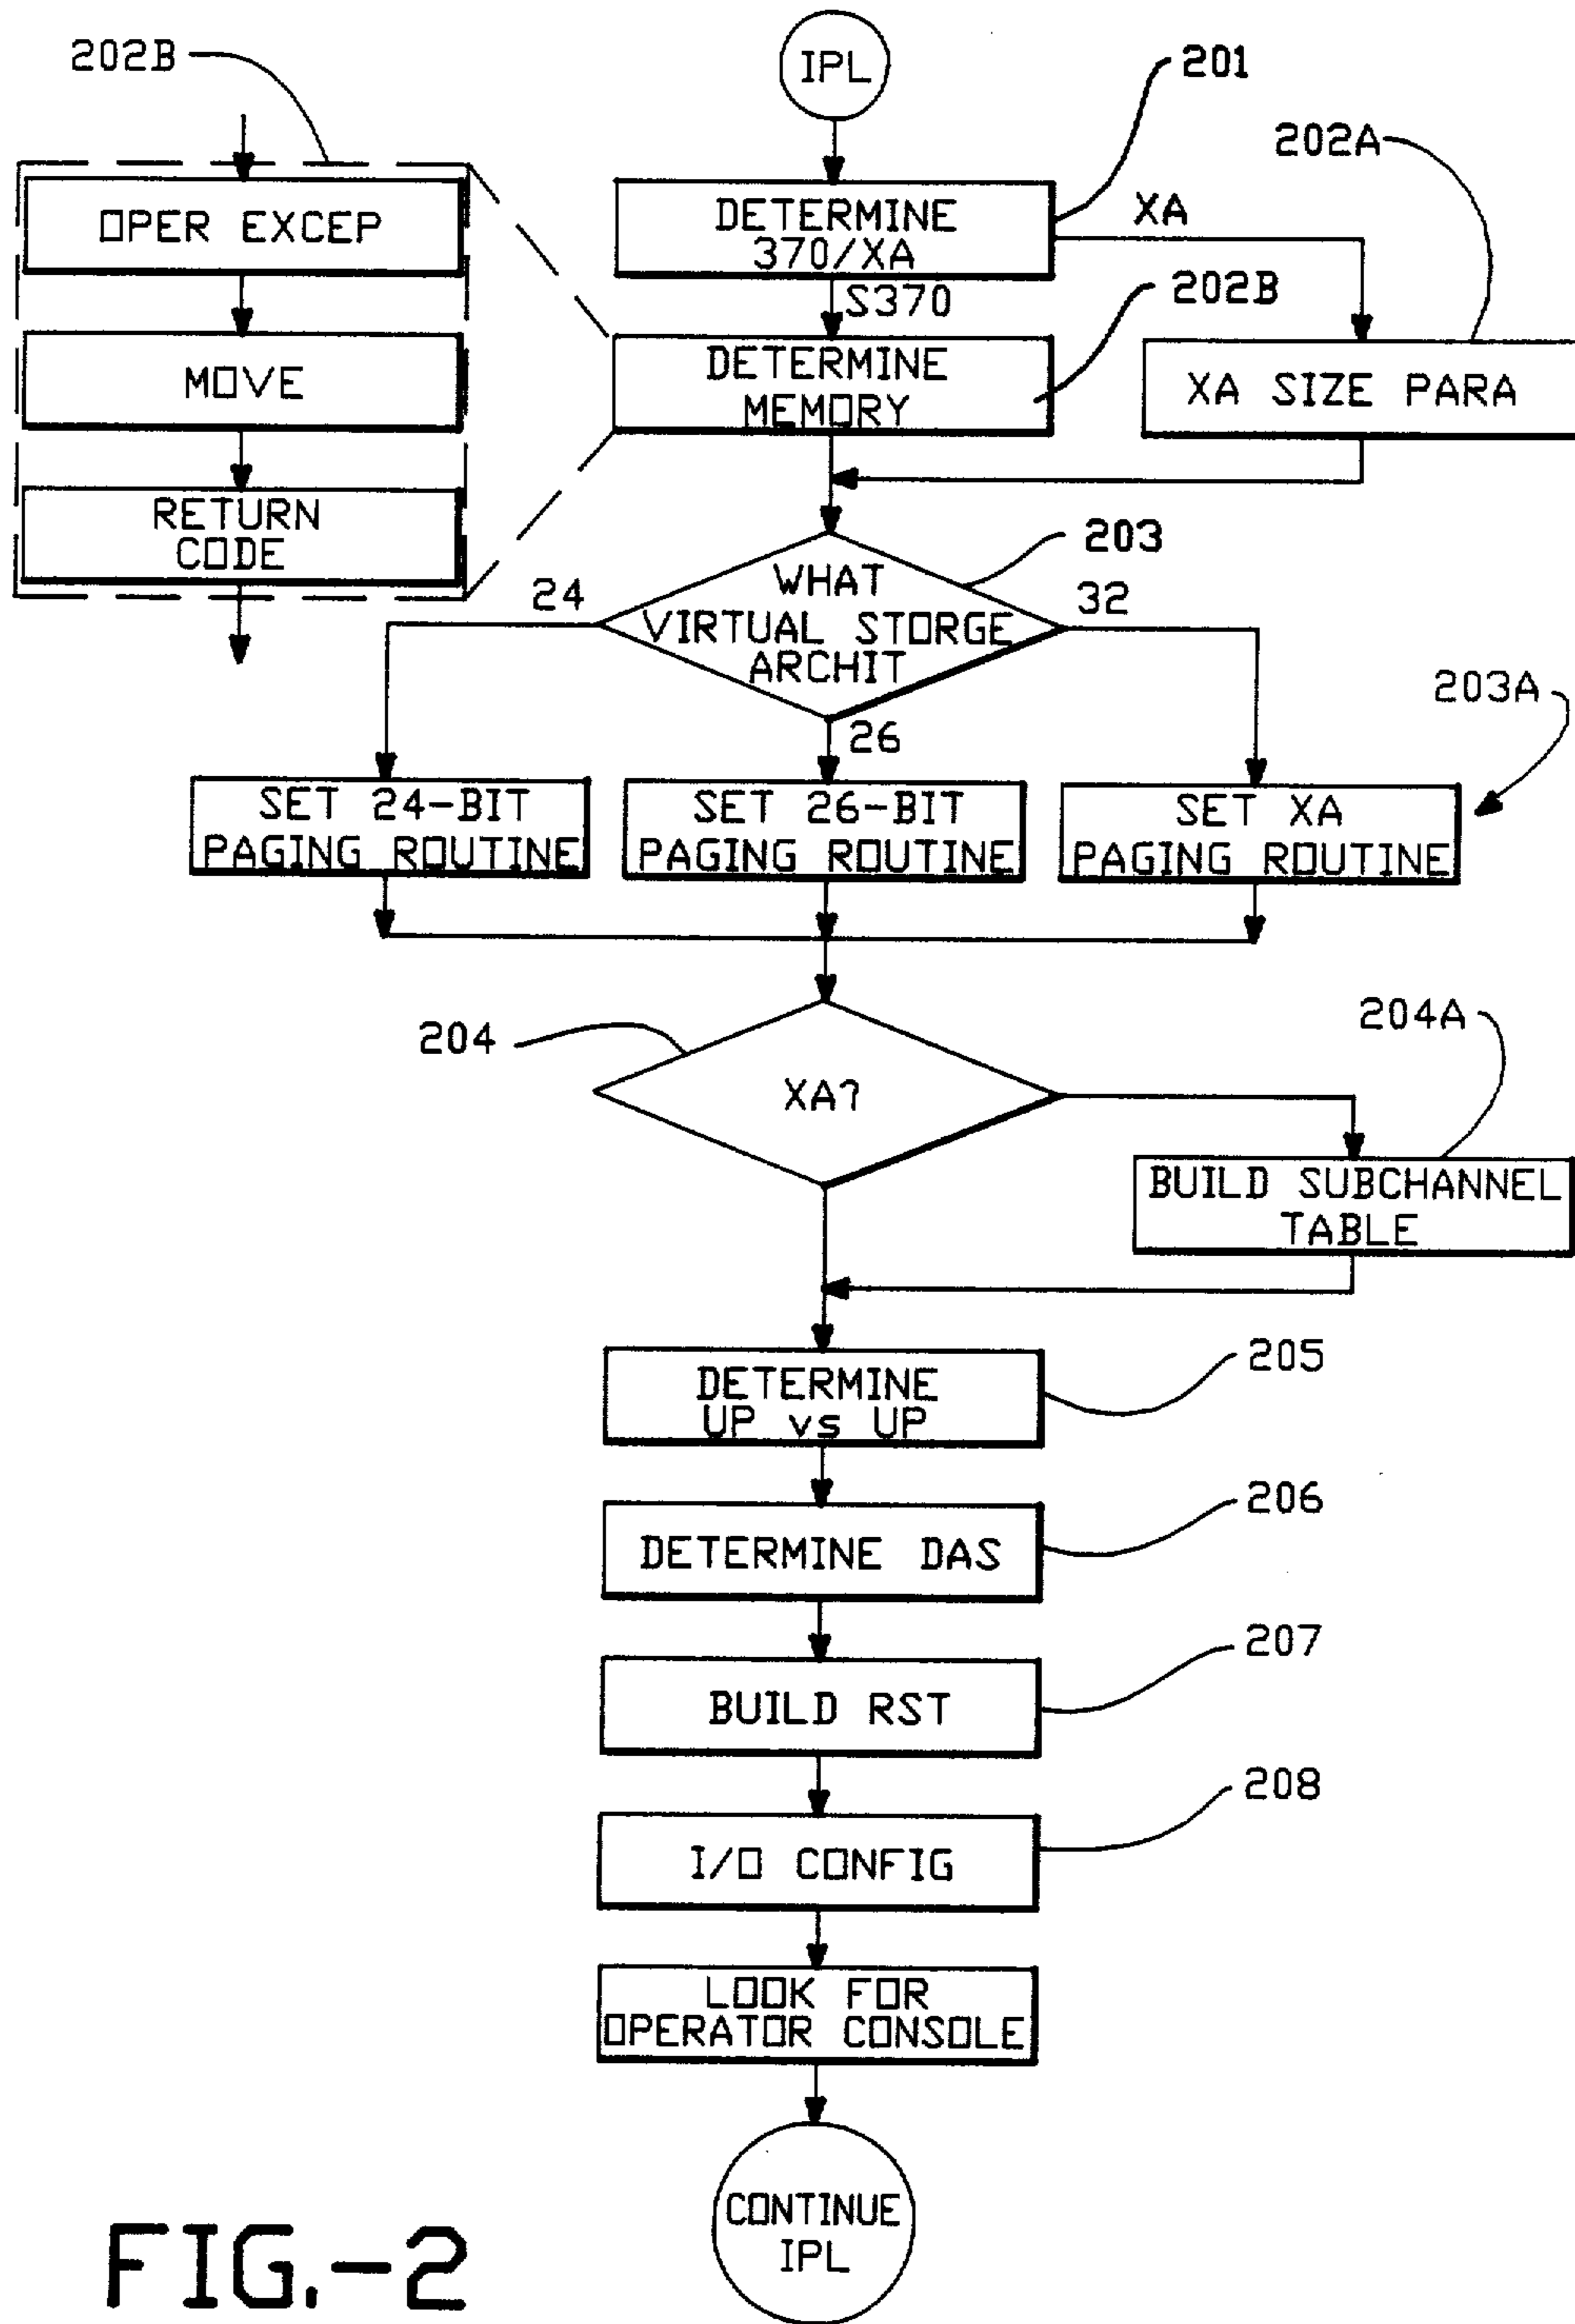 202B
IPL
201
202A
OPER EXCEP
DETERMINE
370/XA
XA
S370
202B
MOVE
DETERMINE
MEMORY
XA SIZE PARA
RETURN
CODE
203
24
WHAT
VIRTUAL STORGE
ARCHIT
32
203A
26
SET 24-BIT
PAGING ROUTINE
SET 26-BIT
PAGING ROUTINE
SET XA
PAGING ROUTINE
204
204A
XA?
BUILD SUBCHANNEL
TABLE
205
DETERMINE
UP vs UP
206
DETERMINE DAS
207
BUILD RST
208
I/O CONFIG
LOOK FOR
OPERATOR CONSOLE
CONTINUE
IPL
FIG.-2